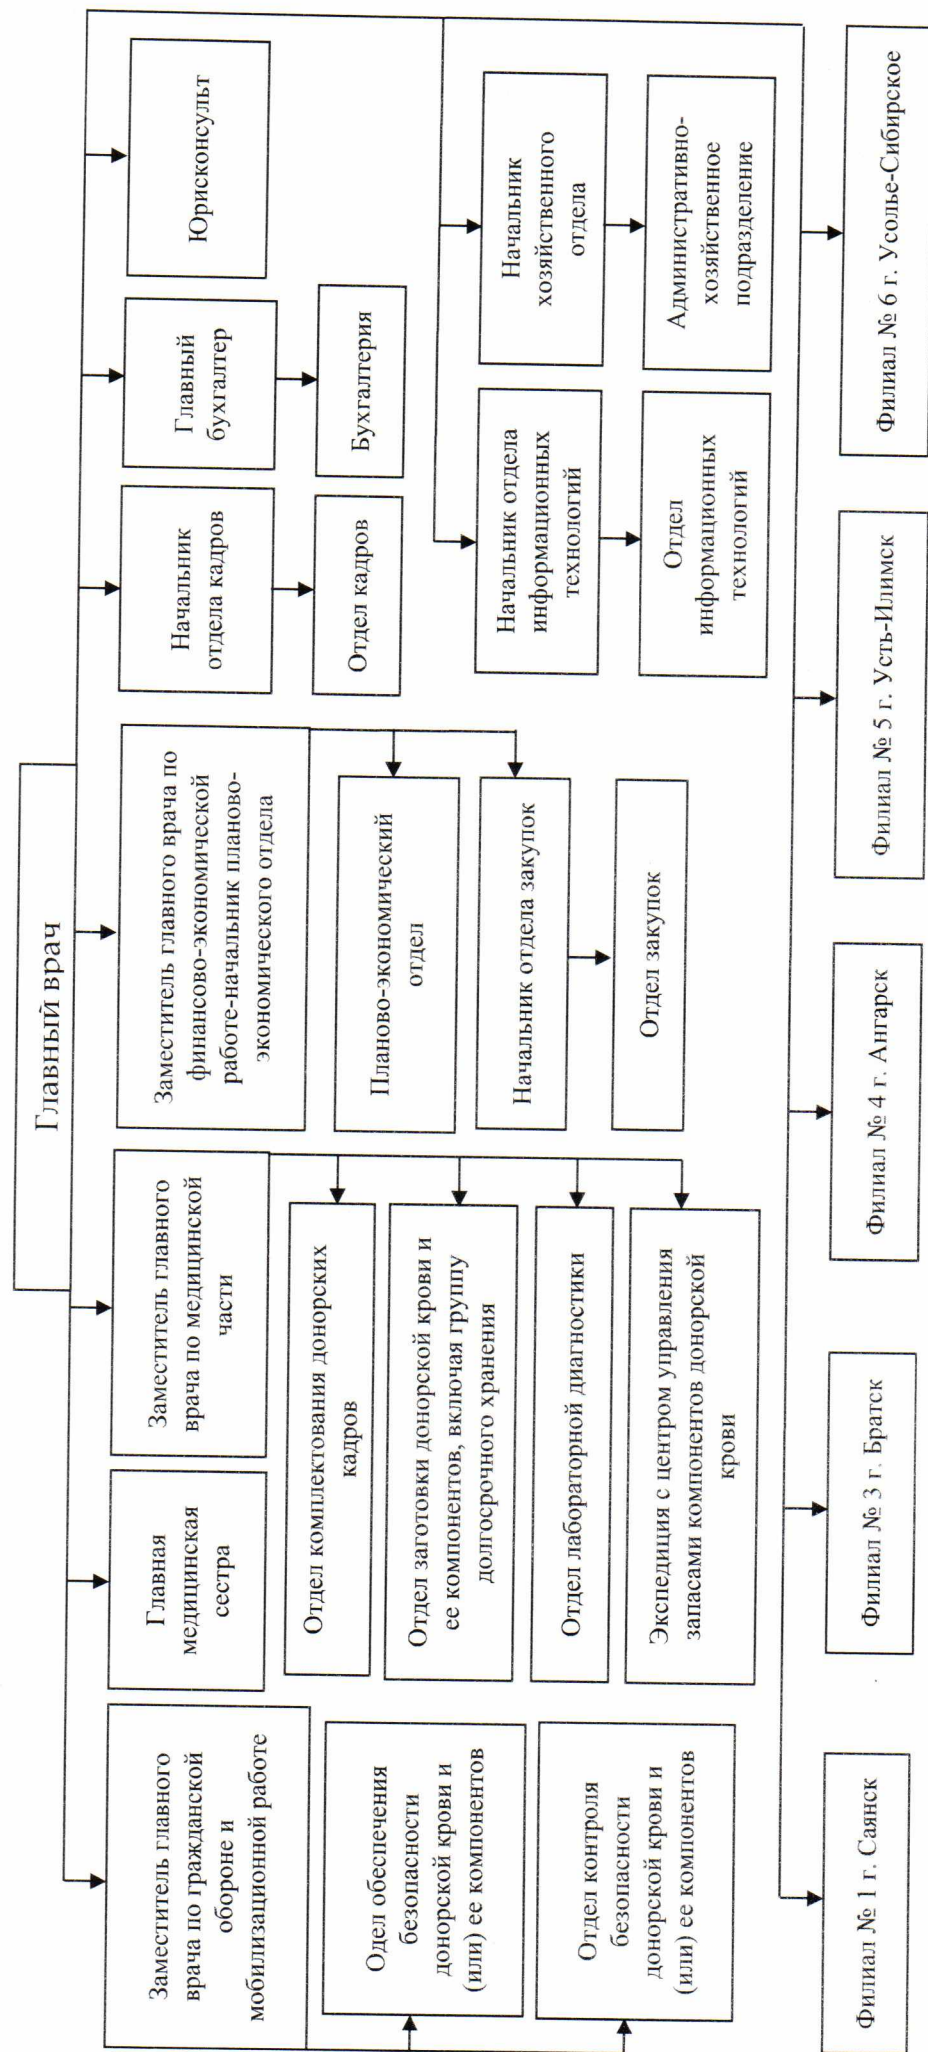 Главный врач
Заместитель главного
врача по гражданской
обороне и
мобилизационной работе
Главная
медицинская
сестра
Заместитель главного
врача по медицинской
части
Заместитель главного врача по
финансово-экономической
работе-начальник планово-
экономического отдела
Начальник
отдела кадров
Главный
бухгалтер
Юрисконсульт
Одел обеспечения
безопасности
донорской крови и
(или) ее компонентов
Отдел контроля
безопасности
донорской крови и
(или) ее компонентов
Отдел комплектования донорских
кадров
Отдел заготовки донорской крови и
ее компонентов, включая группу
долгосрочного хранения
Отдел лабораторной диагностики
Экспедиция с центром управления
запасами компонентов донорской
крови
Планово-экономический
отдел
Начальник отдела закупок
Отдел закупок
Отдел кадров
Бухгалтерия
Начальник отдела
информационных
технологий
Отдел
информационных
технологий
Начальник
хозяйственного
отдела
Административно-
хозяйственное
подразделение
Филиал № 1 г. Саянск
Филиал № 3 г. Братск
Филиал № 4 г. Ангарск
Филиал № 5 г. Усть-Илимск
Филиал № 6 г. Усолье-Сибирское